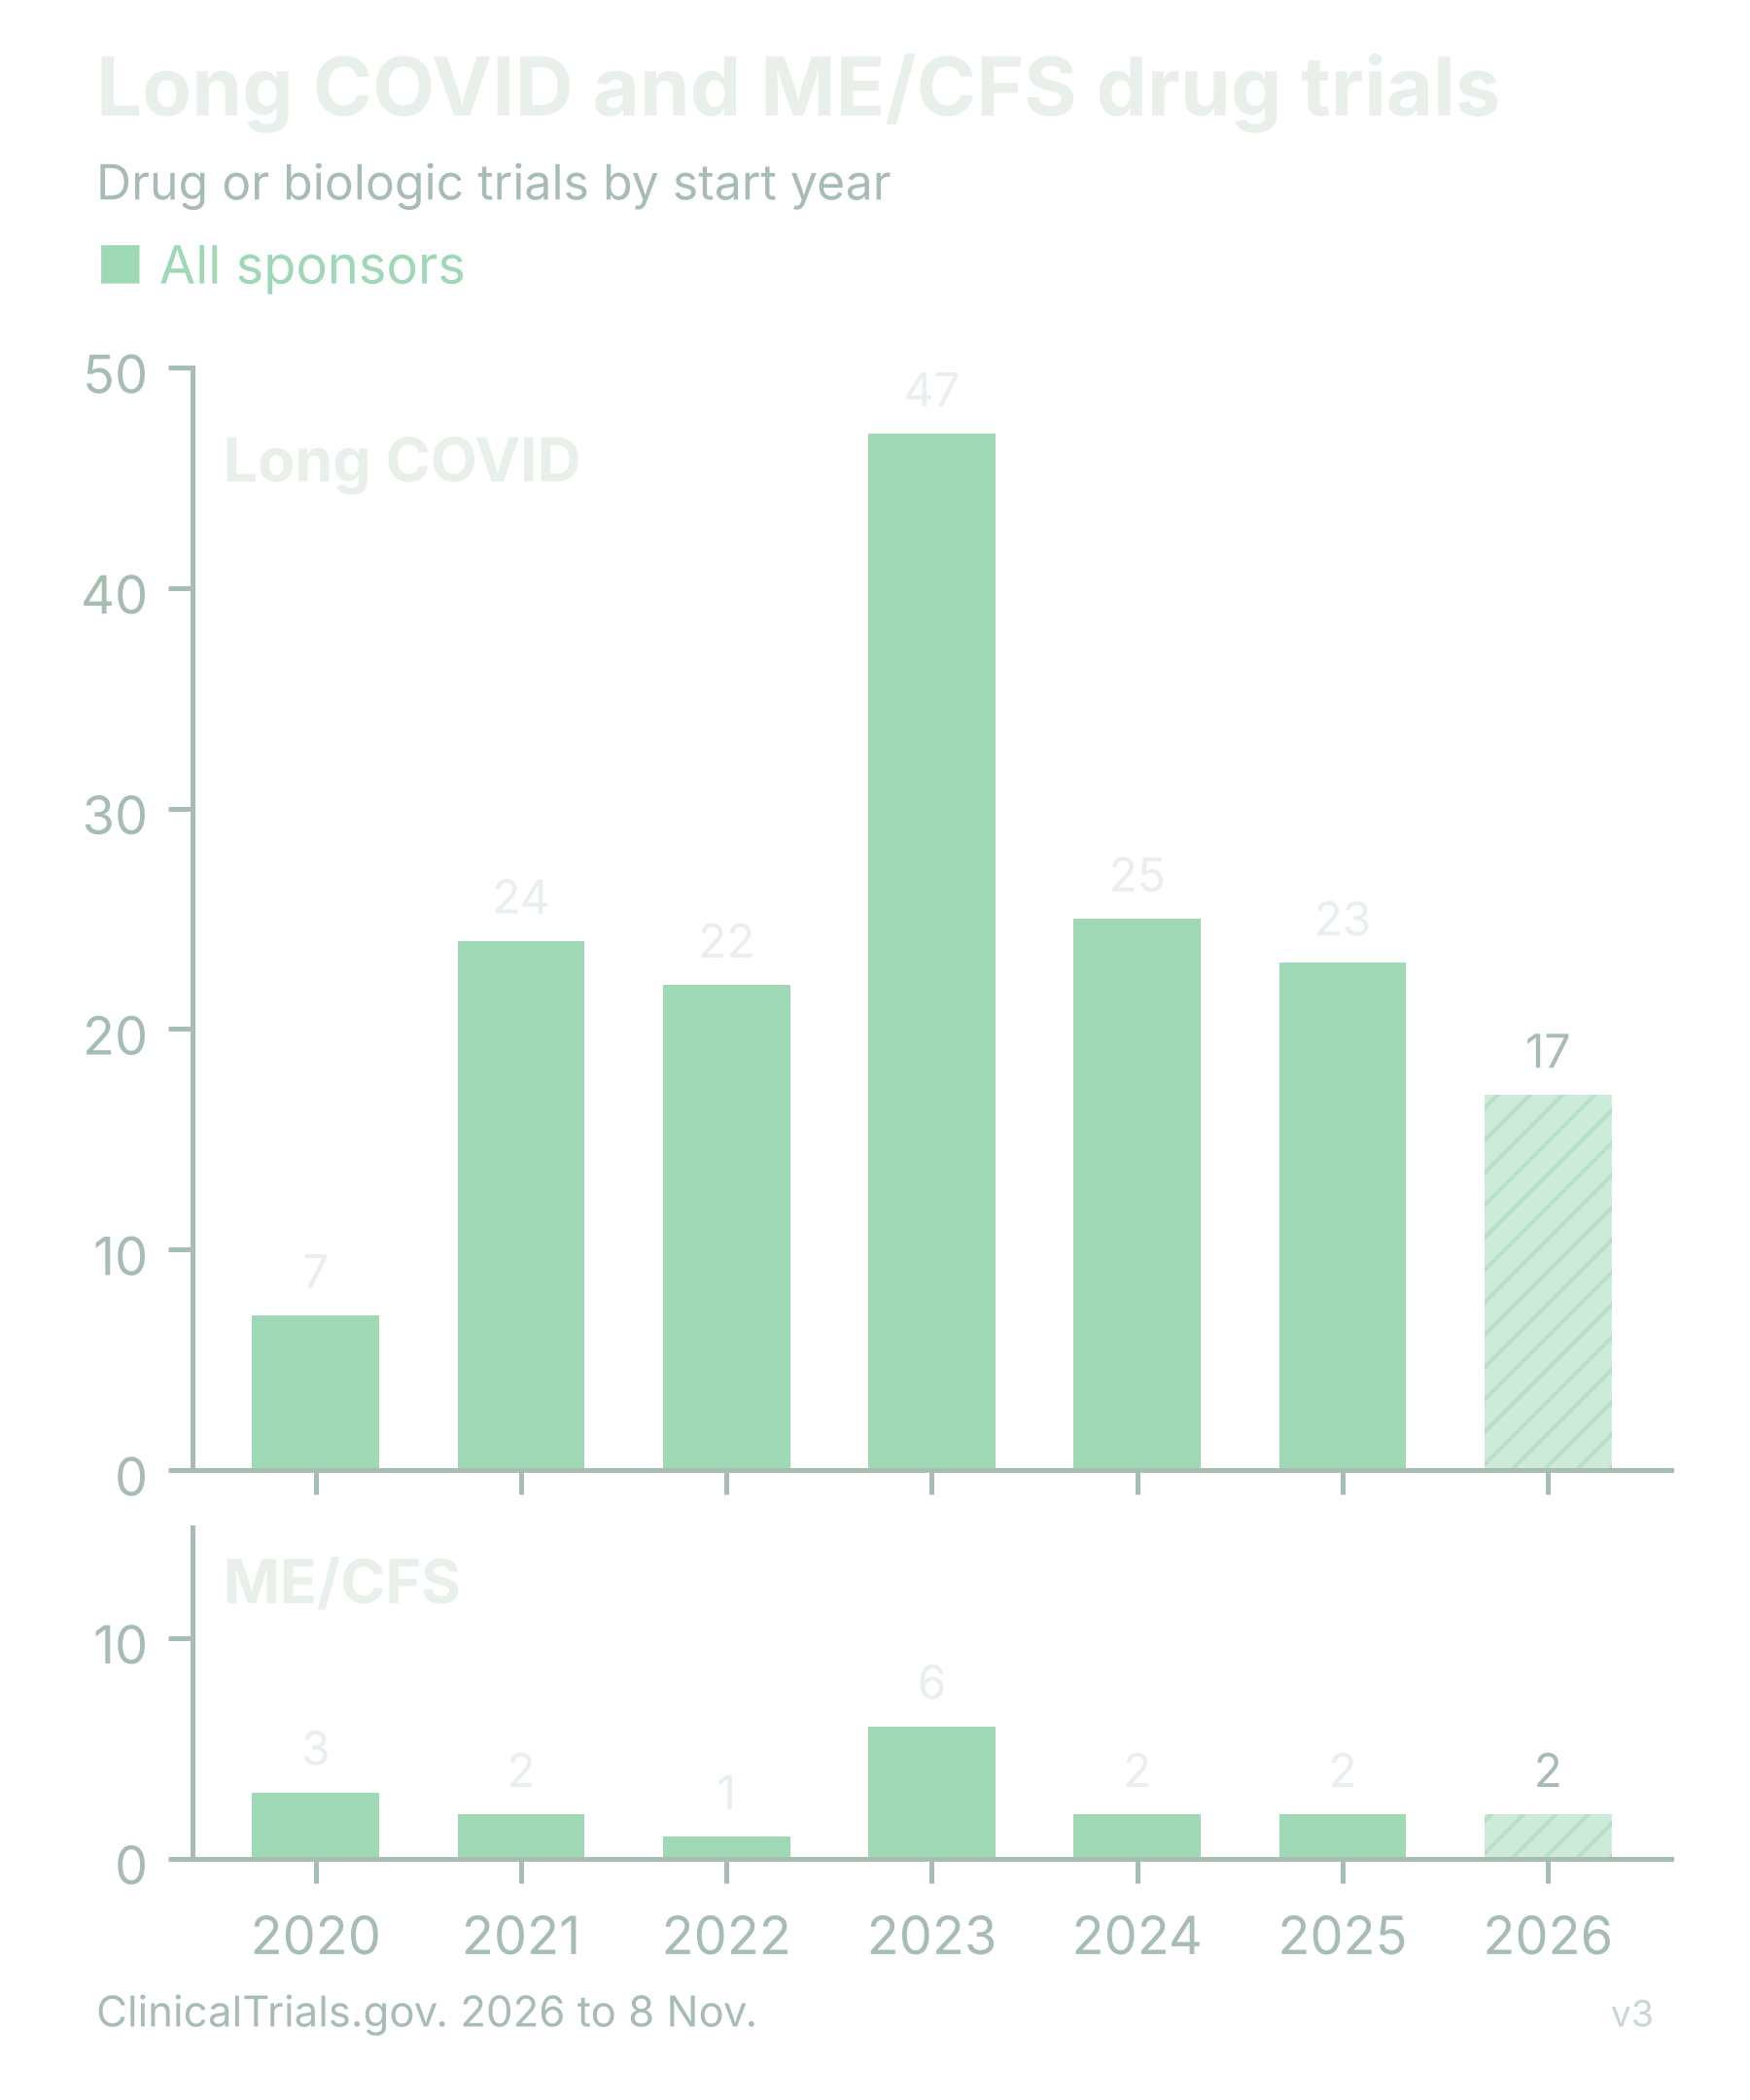 Long COVID and ME/CFS drug trials
Drug or biologic trials by start year
All sponsors
50
47
Long COVID
40
30
25
24
23
22
20
17
10
7
0
ME/CFS
10
6
3
2
1
2
2
2
0
2020 2021 2022 2023 2024 2025 2026
ClinicalTrials.gov. 2026 to 8 Nov.
v3